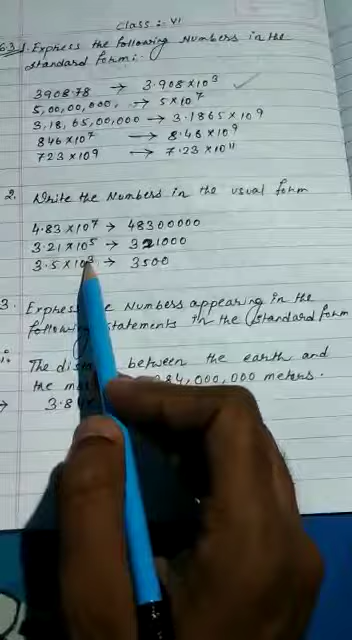 Class :- VI
63 1. Express the following Numbers in the
standard form:-
3908.78 → 3.908×10³
5,00,00,000, → 5×10⁷
3,18,65,00,000 → 3.1865×10⁹
846×10⁷ → 8.46×10⁹
723×10⁹ → 7.23×10¹¹
2. Write the Numbers in the usual form
4.83×10⁷ → 48300000
3.21×10⁵ → 321000
3.5×10³ → 3500
3. Express Numbers appearing in the
following statements in the standard form
1. The between the earth and
the 384,000,000 meters.
→ 3.84